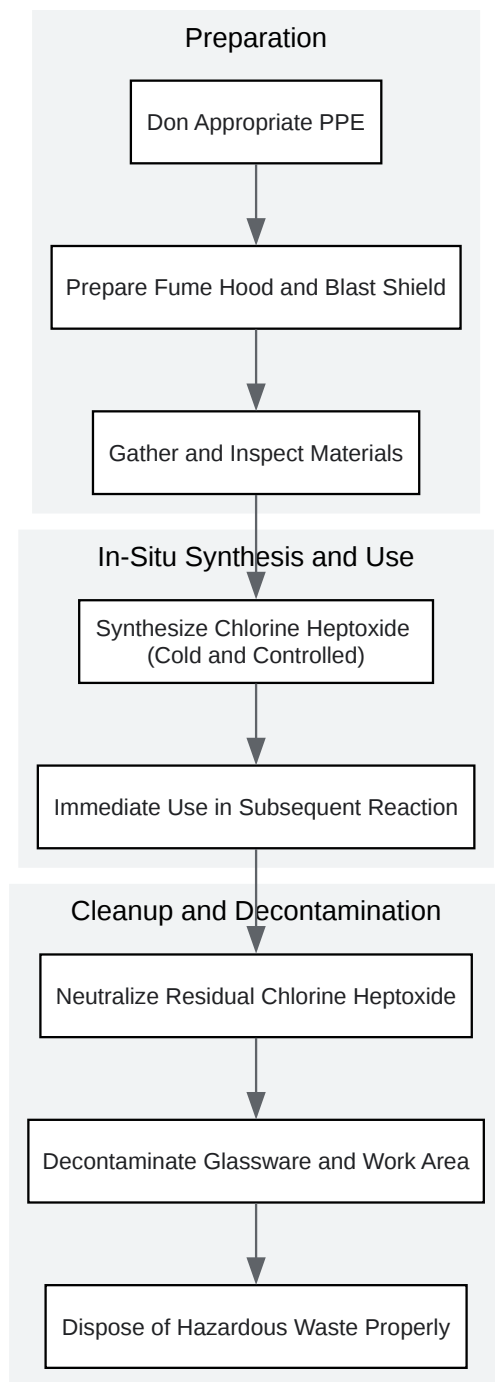 Preparation
Don Appropriate PPE
Prepare Fume Hood and Blast Shield
Gather and Inspect Materials
In-Situ Synthesis and Use
Synthesize Chlorine Heptoxide
(Cold and Controlled)
Immediate Use in Subsequent Reaction
Cleanup and Decontamination
Neutralize Residual Chlorine Heptoxide
Decontaminate Glassware and Work Area
Dispose of Hazardous Waste Properly